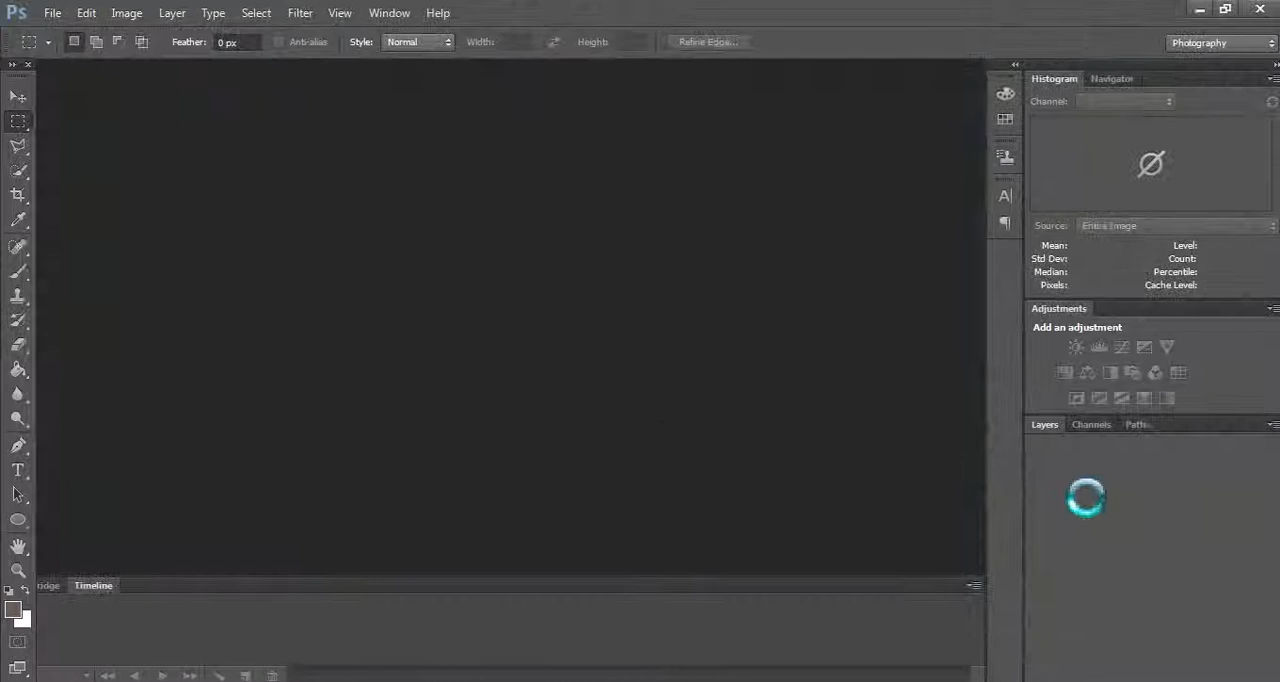 Ps File Edit Image Layer Type Select Filter View Window Help
Feather: 0 px Anti-alias Style: Normal Width: Height: Refine Edge... Photography
Histogram Navigator
Channel:
A
Source: Entire Image
Mean: Level:
Std Dev: Count:
Median: Percentile:
Pixels: Cache Level:
Adjustments
Add an adjustment
Layers Channels Paths
T
ridge Timeline